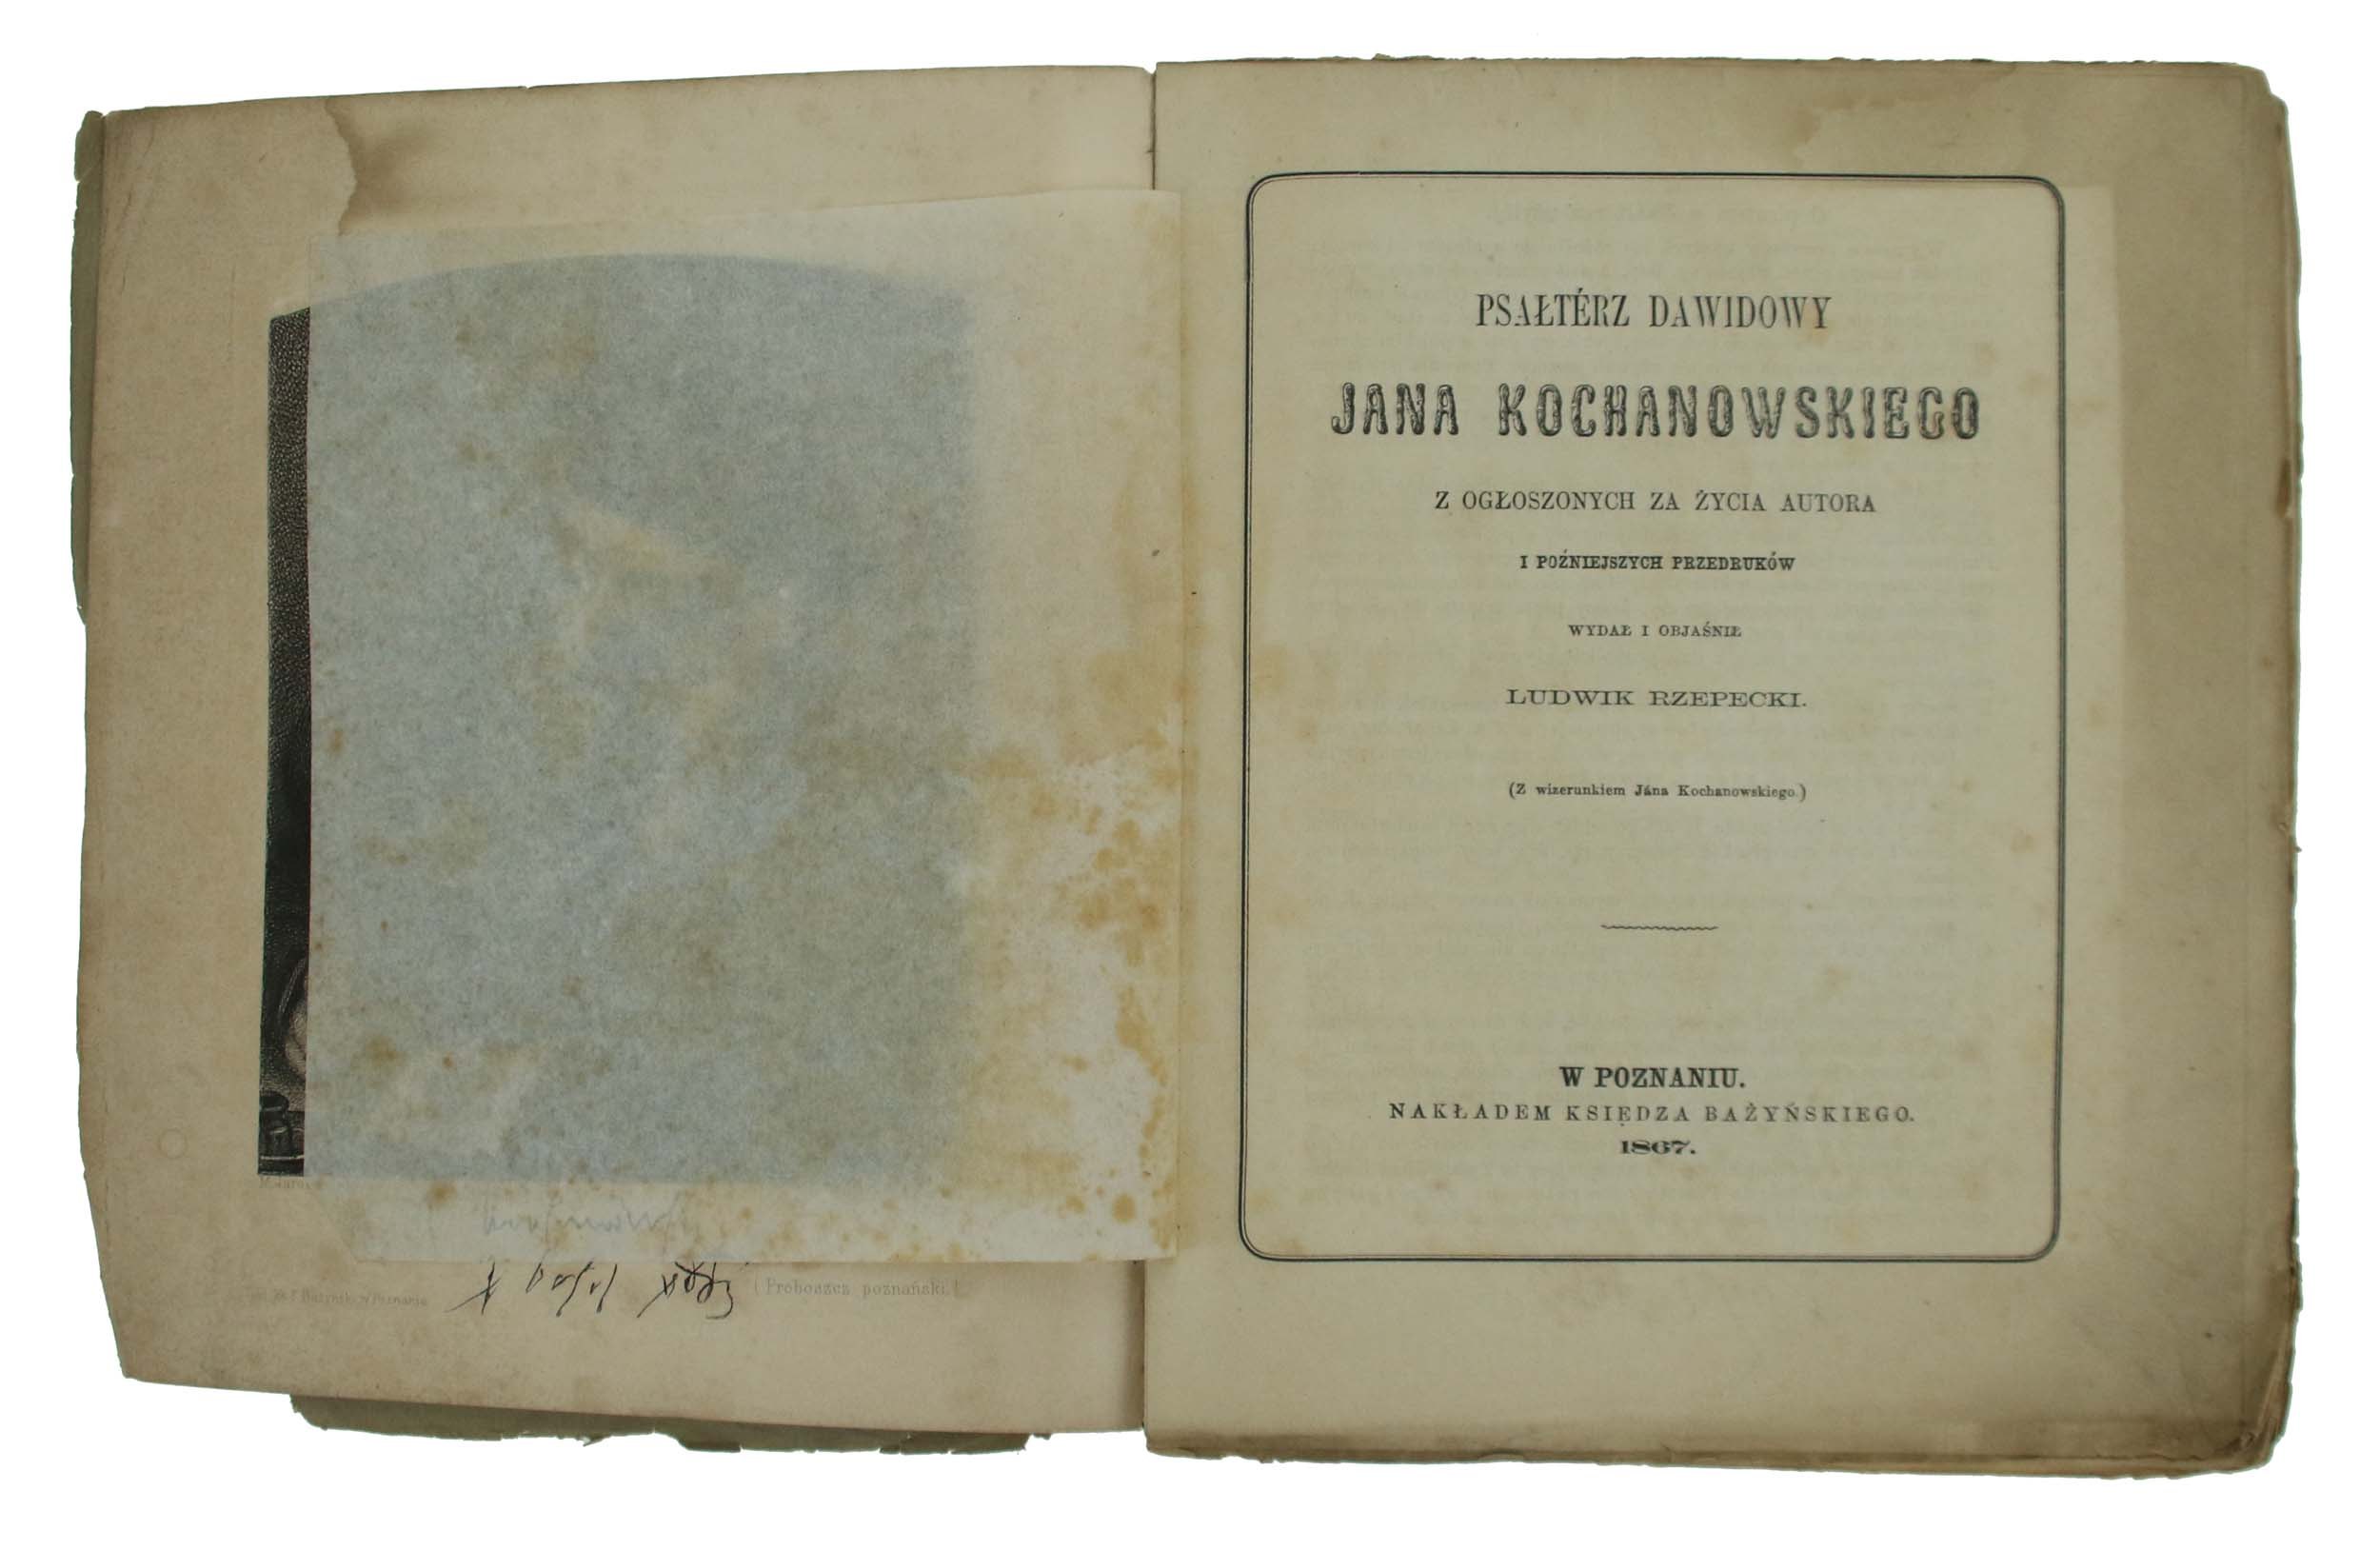 (Proboszcz poznański.)
PSAŁTÉRZ DAWIDOWY
JANA KOCHANOWSKIEGO
Z OGŁOSZONYCH ZA ŻYCIA AUTORA
I POŹNIEJSZYCH PRZEDRUKÓW
WYDAŁ I OBJAŚNIŁ
LUDWIK RZEPECKI.
(Z wizerunkiem Jána Kochanowskiego.)
W POZNANIU.
NAKŁADEM KSIĘDZA BAŻYŃSKIEGO.
1867.